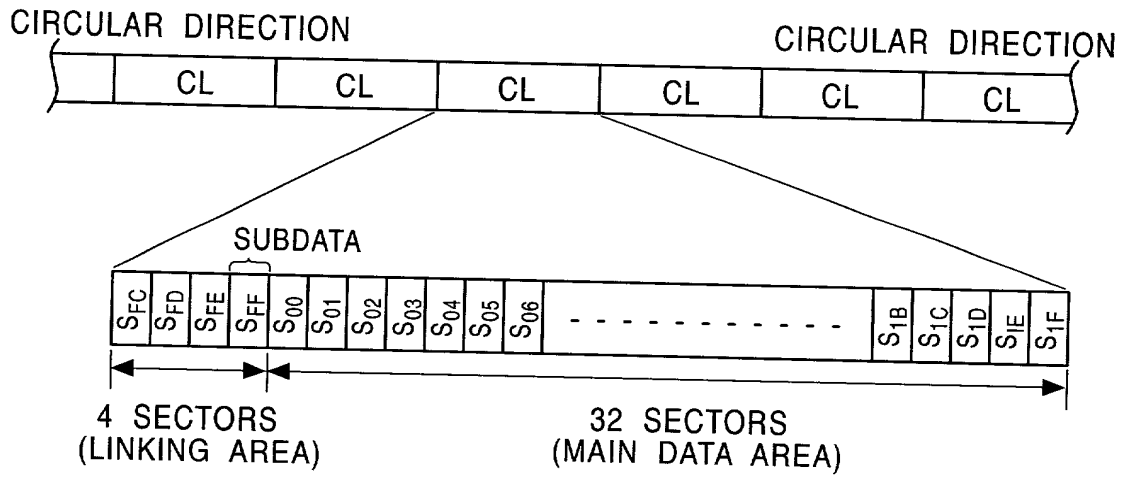 CIRCULAR DIRECTION
CIRCULAR DIRECTION
CL CL CL CL CL CL
SUBDATA
SFC SFD SFE SFF S00 S01 S02 S03 S04 S05 S06 - - - - - - - - - - - S1B S1C S1D SIE S1F
4 SECTORS
(LINKING AREA)
32 SECTORS
(MAIN DATA AREA)